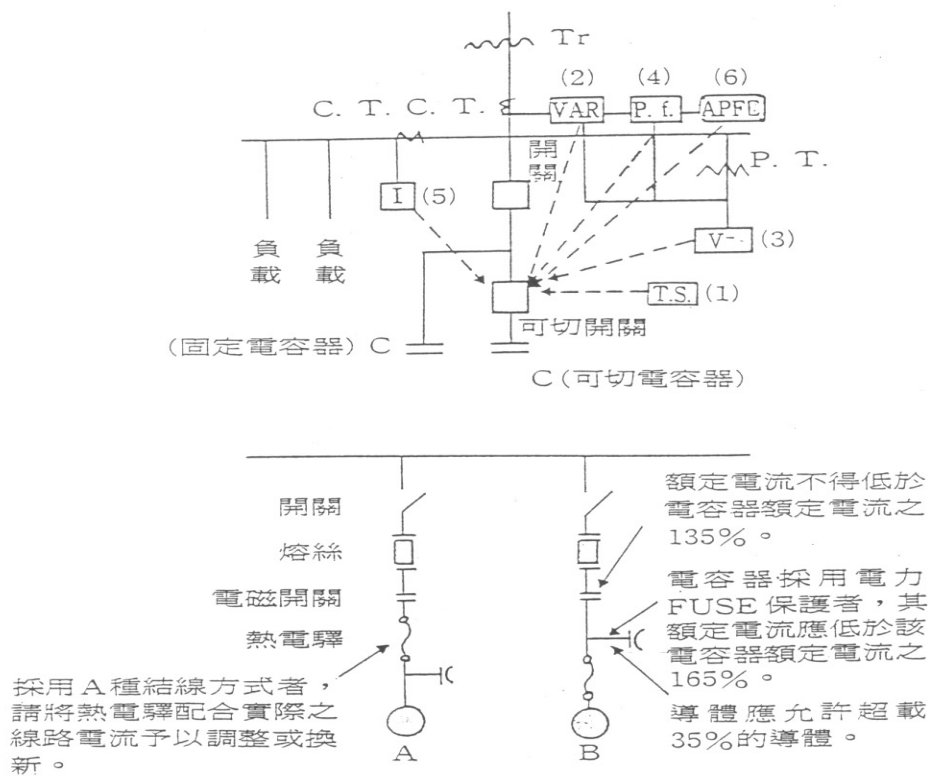 Tr
(2) (4) (6)
C. T. C. T. VAR P. f. APFE
開關
P. T.
I (5)
V- (3)
負載 負載
T.S. (1)
可切開關
(固定電容器) C
C (可切電容器)
開關
熔絲
電磁開關
熱電驛
採用A種結線方式者，
請將熱電驛配合實際之
線路電流予以調整或換
新。
A
B
額定電流不得低於
電容器額定電流之
135%。
電容器採用電力
FUSE保護者，其
額定電流應低於該
電容器額定電流之
165%。
導體應允許超載
35%的導體。